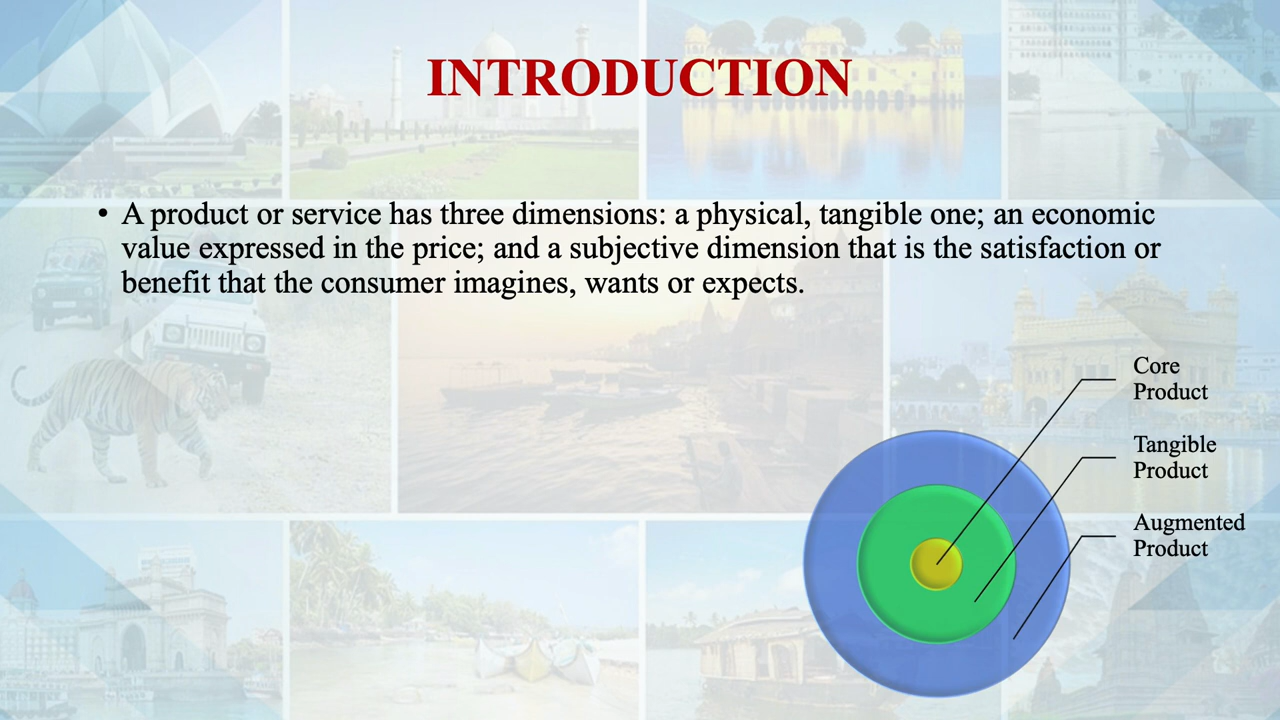 INTRODUCTION
• A product or service has three dimensions: a physical, tangible one; an economic
value expressed in the price; and a subjective dimension that is the satisfaction or
benefit that the consumer imagines, wants or expects.
Core
Product
Tangible
Product
Augmented
Product